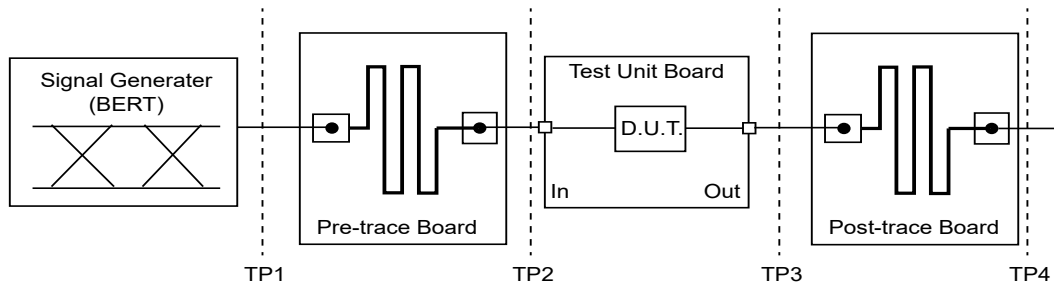 Signal Generater
(BERT)
Pre-trace Board
Test Unit Board
D.U.T.
In
Out
Post-trace Board
TP1
TP2
TP3
TP4